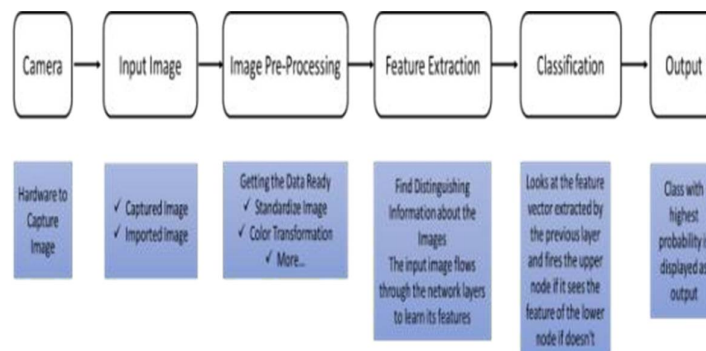 Camera
Input Image
Image Pre-Processing
Feature Extraction
Classification
Output
Hardware to
Capture
Image
✓ Captured Image
✓ Imported Image
Getting the Data Ready
✓ Standardize Image
✓ Color Transformation
✓ More...
Find Distinguishing
Information about the
Images
The input image flows
through the network layers
to learn its features
Looks at the feature
vector extracted by
the previous layer
and fires the upper
node if it sees the
feature of the lower
node if doesn't
Class with
highest
probability i
displayed as
output